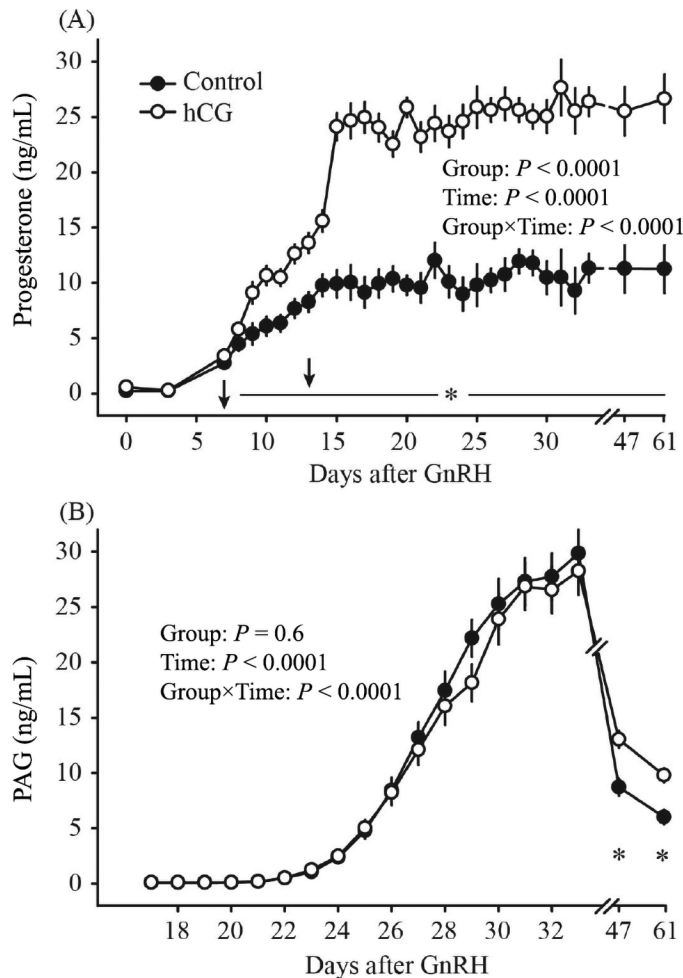 (A)
30
25
20
15
10
5
0
Progesterone (ng/mL)
Control
hCG
Group: P < 0.0001
Time: P < 0.0001
Group×Time: P < 0.0001
*
0 5 10 15 20 25 30 47 61
Days after GnRH
(B)
30
25
20
15
10
5
0
PAG (ng/mL)
Group: P = 0.6
Time: P < 0.0001
Group×Time: P < 0.0001
* *
18 20 22 24 26 28 30 32 47 61
Days after GnRH